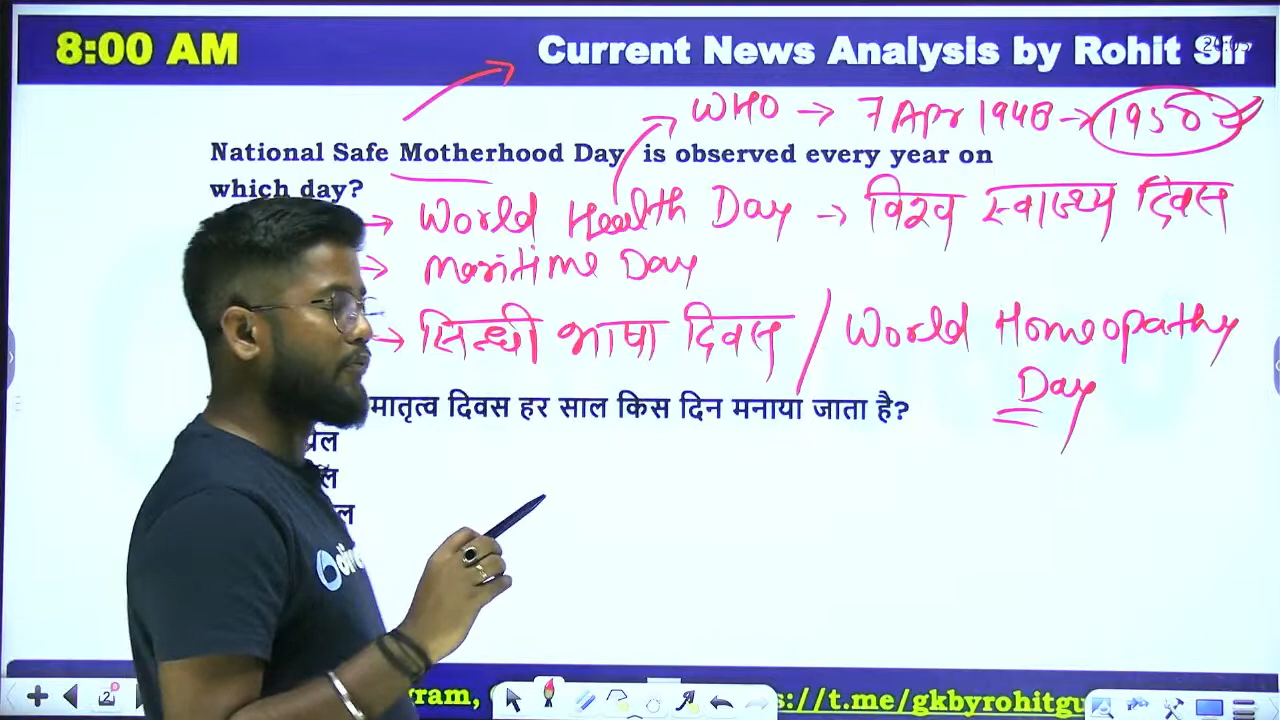 8:00 AM
Current News Analysis by Rohit Sir
WHO → 7 Apr 1948 → 1950 से
National Safe Motherhood Day is observed every year on
which day?
→ World Health Day → विश्व स्वास्थ्य दिवस
→ Maritime Day
→ सिन्धी भाषा दिवस / World Homeopathy
Day
मातृत्व दिवस हर साल किस दिन मनाया जाता है?
gram,
s://t.me/gkbyrohitgu